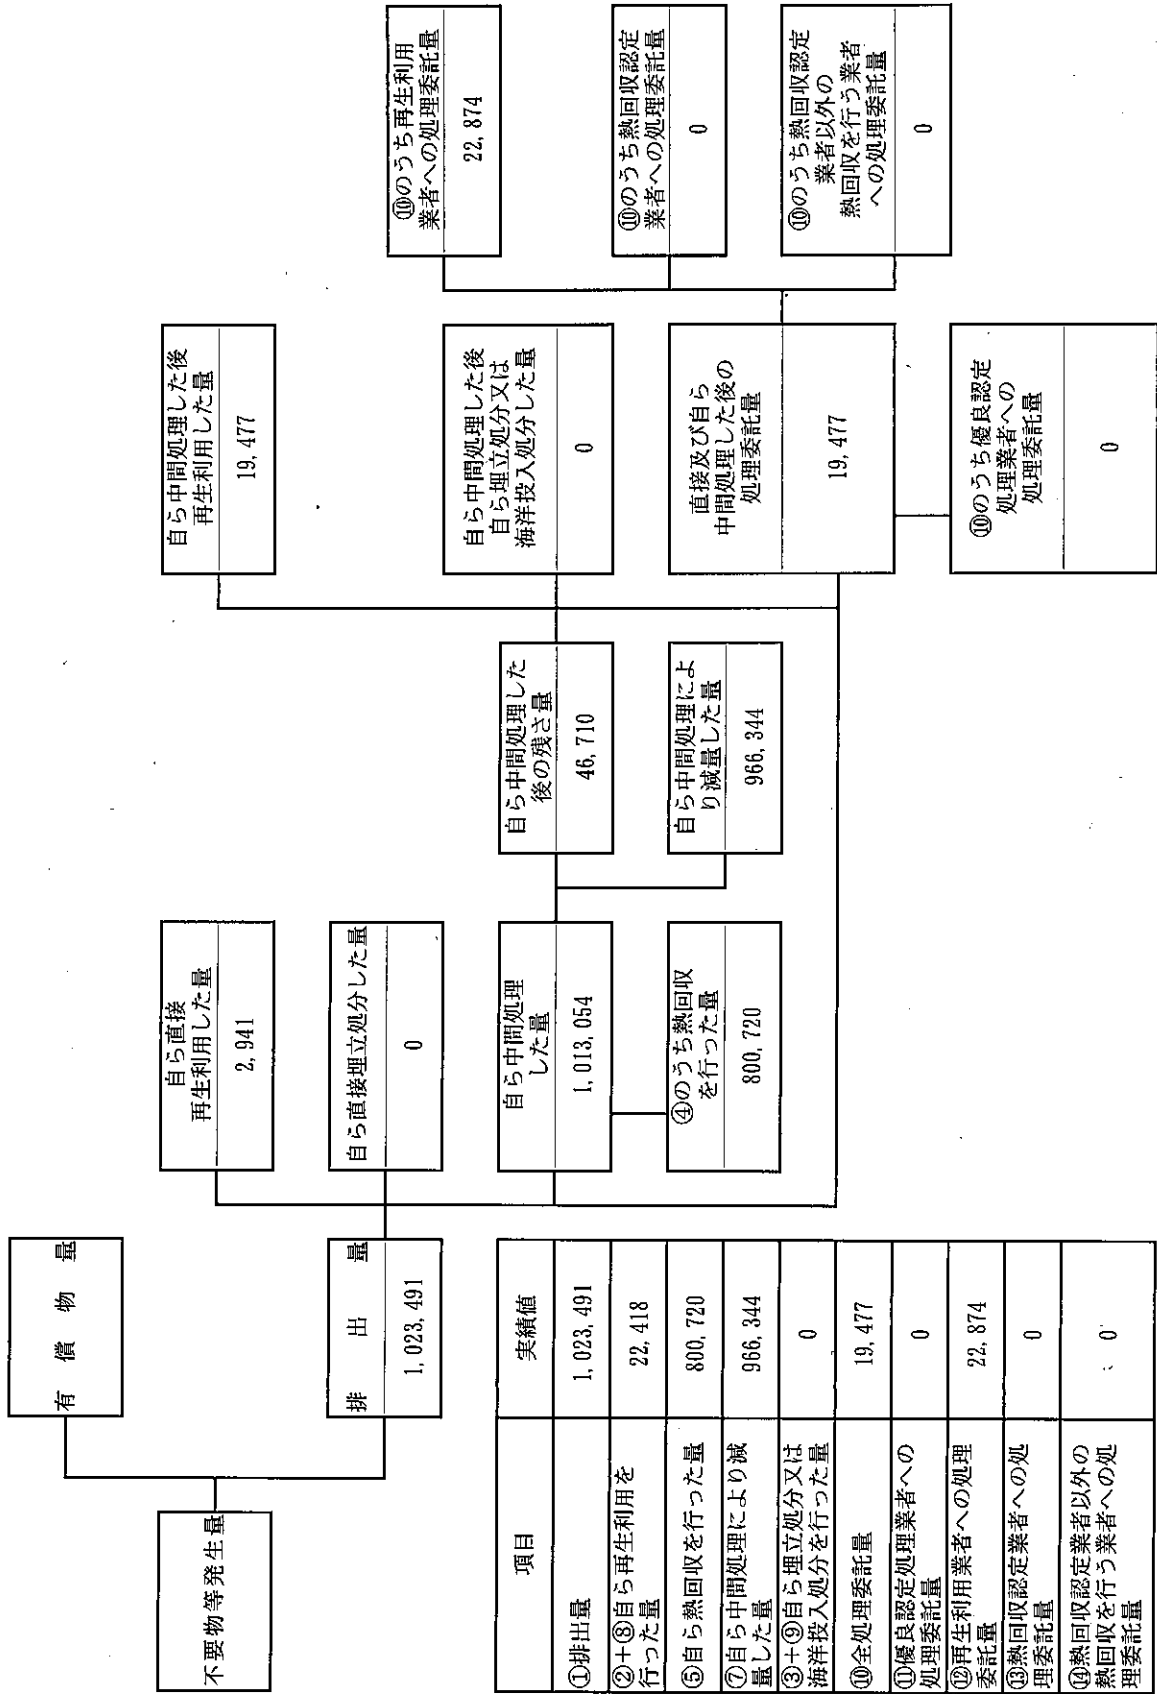 不要物等発生量
有償物量
排出量
1,023,491
自ら直接
再生利用した量
2,941
自ら直接埋立処分した量
0
自ら中間処理
した量
1,013,054
④のうち熱回収
を行った量
800,720
自ら中間処理した
後の残さ量
46,710
自ら中間処理によ
り減量した量
966,344
自ら中間処理した後
再生利用した量
19,477
自ら中間処理した後
自ら埋立処分又は
海洋投入処分した量
0
直接及び自ら
中間処理した後の
処理委託量
19,477
⑩のうち優良認定
処理業者への
処理委託量
0
⑩のうち再生利用
業者への処理委託量
22,874
⑩のうち熱回収認定
業者への処理委託量
0
⑩のうち熱回収認定
業者以外の
熱回収を行う業者
への処理委託量
0
項目 実績値
①排出量 1,023,491
②+⑧自ら再生利用を
行った量 22,418
⑤自ら熱回収を行った量 800,720
⑦自ら中間処理により減
量した量 966,344
③+⑨自ら埋立処分又は
海洋投入処分を行った量 0
⑩全処理委託量 19,477
⑪優良認定処理業者への
処理委託量 0
⑫再生利用業者への処理
委託量 22,874
⑬熱回収認定業者への処
理委託量 0
⑭熱回収認定業者以外の
熱回収を行う業者への処
理委託量 0